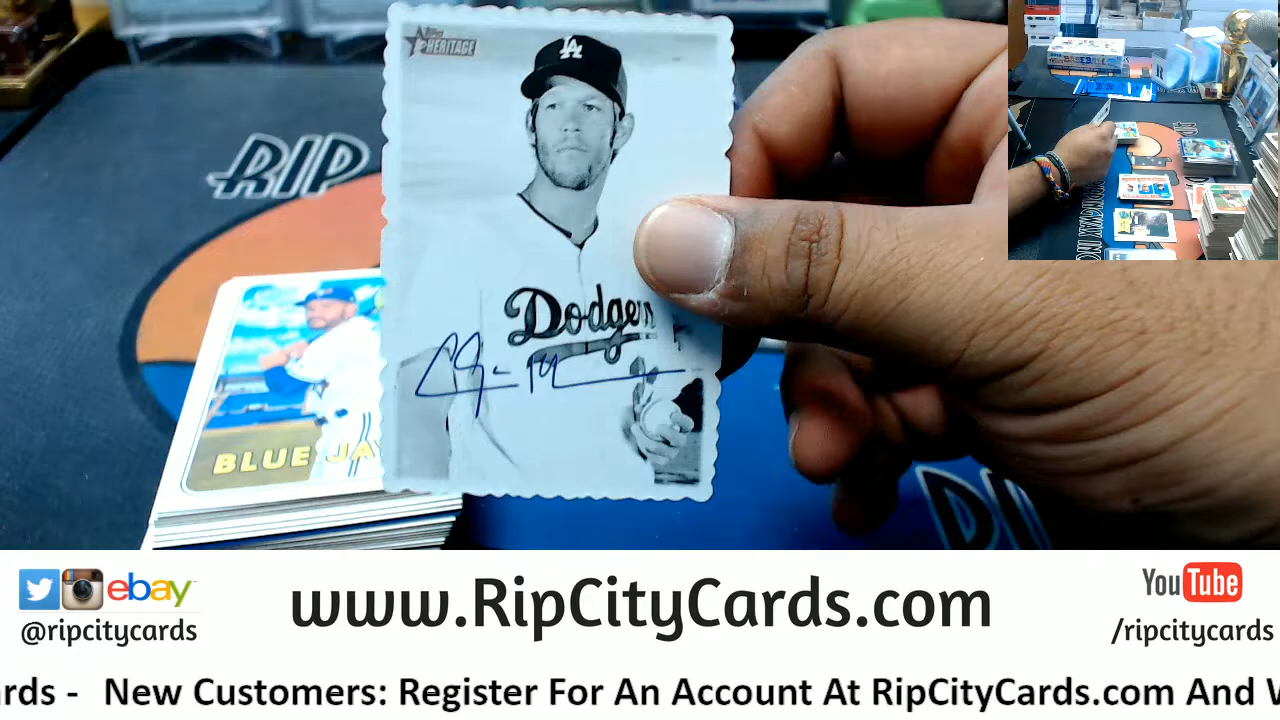 RIP
Topps HERITAGE
LA
Dodgers
BLUE JA
ebay
@ripcitycards
www.RipCityCards.com
YouTube
/ripcitycards
rds - New Customers: Register For An Account At RipCityCards.com And W